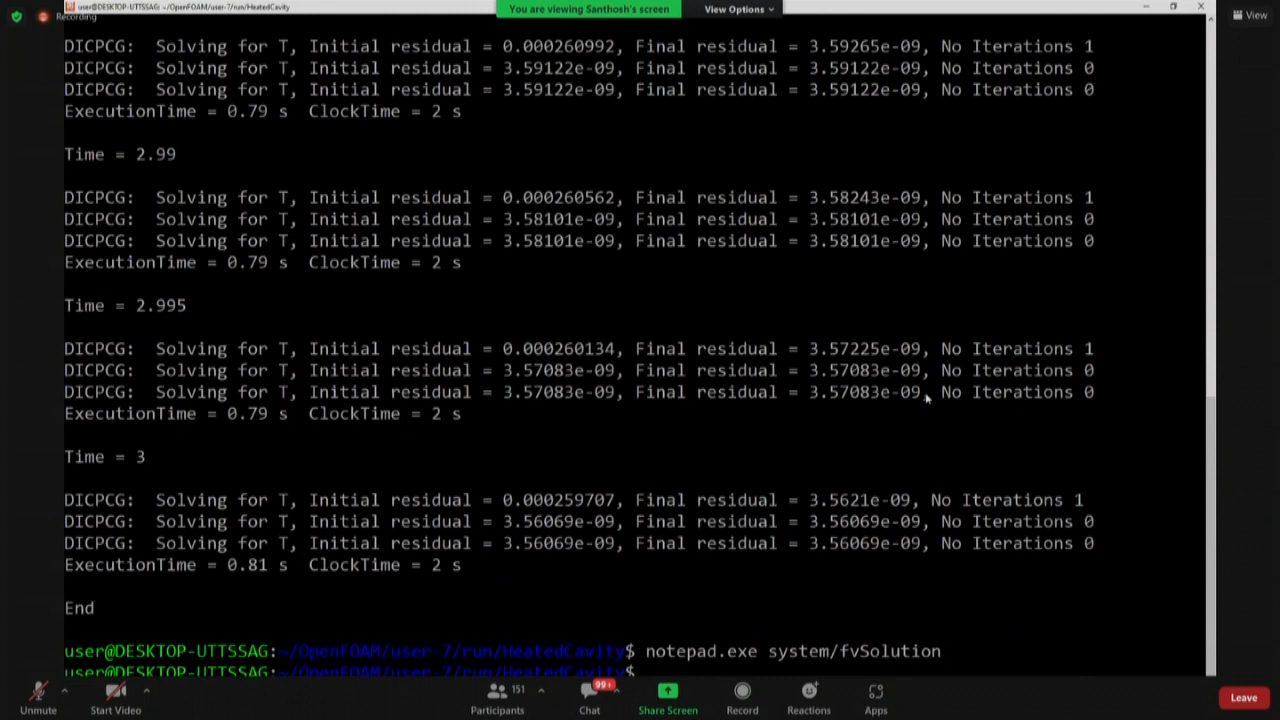 user@DESKTOP-UTTSSAG: ~/OpenFOAM/user-7/run/HeatedCavity
You are viewing Santhosh's screen
View Options
Recording
View
DICPCG:  Solving for T, Initial residual = 0.000260992, Final residual = 3.59265e-09, No Iterations 1
DICPCG:  Solving for T, Initial residual = 3.59122e-09, Final residual = 3.59122e-09, No Iterations 0
DICPCG:  Solving for T, Initial residual = 3.59122e-09, Final residual = 3.59122e-09, No Iterations 0
ExecutionTime = 0.79 s  ClockTime = 2 s
Time = 2.99
DICPCG:  Solving for T, Initial residual = 0.000260562, Final residual = 3.58243e-09, No Iterations 1
DICPCG:  Solving for T, Initial residual = 3.58101e-09, Final residual = 3.58101e-09, No Iterations 0
DICPCG:  Solving for T, Initial residual = 3.58101e-09, Final residual = 3.58101e-09, No Iterations 0
ExecutionTime = 0.79 s  ClockTime = 2 s
Time = 2.995
DICPCG:  Solving for T, Initial residual = 0.000260134, Final residual = 3.57225e-09, No Iterations 1
DICPCG:  Solving for T, Initial residual = 3.57083e-09, Final residual = 3.57083e-09, No Iterations 0
DICPCG:  Solving for T, Initial residual = 3.57083e-09, Final residual = 3.57083e-09, No Iterations 0
ExecutionTime = 0.79 s  ClockTime = 2 s
Time = 3
DICPCG:  Solving for T, Initial residual = 0.000259707, Final residual = 3.5621e-09, No Iterations 1
DICPCG:  Solving for T, Initial residual = 3.56069e-09, Final residual = 3.56069e-09, No Iterations 0
DICPCG:  Solving for T, Initial residual = 3.56069e-09, Final residual = 3.56069e-09, No Iterations 0
ExecutionTime = 0.81 s  ClockTime = 2 s
End
user@DESKTOP-UTTSSAG:~/OpenFOAM/user-7/run/HeatedCavity$ notepad.exe system/fvSolution
user@DESKTOP-UTTSSAG:~/OpenFOAM/user-7/run/HeatedCavity$
151
99+
Unmute
Start Video
Participants
Chat
Share Screen
Record
Reactions
Apps
Leave